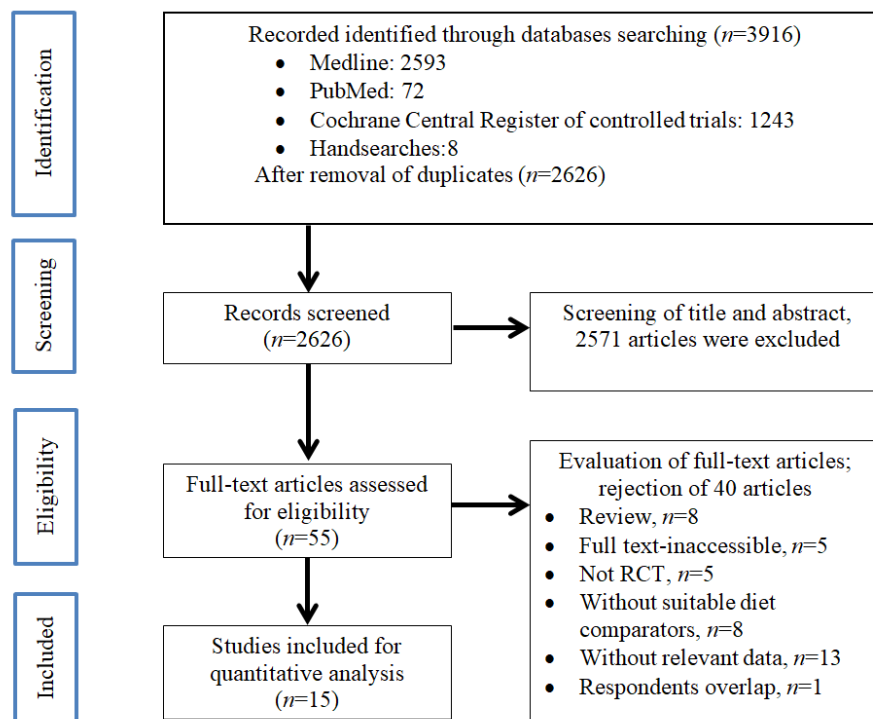 Identification
Recorded identified through databases searching (n=3916)
• Medline: 2593
• PubMed: 72
• Cochrane Central Register of controlled trials: 1243
• Handsearches:8
After removal of duplicates (n=2626)
Screening
Records screened
(n=2626)
Screening of title and abstract,
2571 articles were excluded
Eligibility
Full-text articles assessed
for eligibility
(n=55)
Evaluation of full-text articles;
rejection of 40 articles
• Review, n=8
• Full text-inaccessible, n=5
• Not RCT, n=5
• Without suitable diet
comparators, n=8
• Without relevant data, n=13
• Respondents overlap, n=1
Included
Studies included for
quantitative analysis
(n=15)